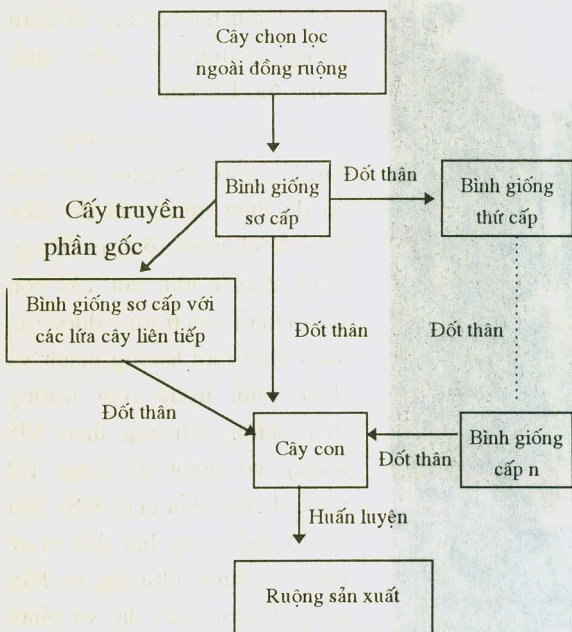 Cây chọn lọc
ngoài đồng ruộng
Bình giống
sơ cấp
Đốt thân
Bình giống
thứ cấp
Cấy truyền
phần gốc
Bình giống sơ cấp với
các lứa cây liên tiếp
Đốt thân
Đốt thân
Đốt thân
Cây con
Đốt thân
Bình giống
cấp n
Huấn luyện
Ruộng sản xuất